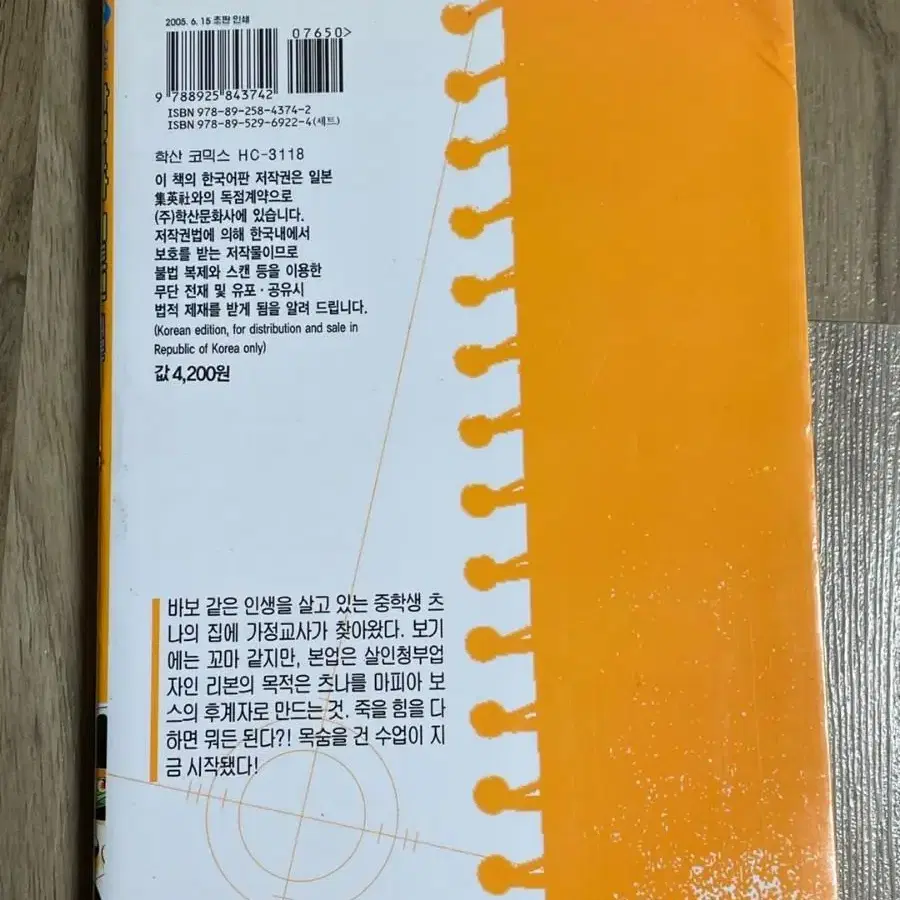 2005. 6. 15 초판 인쇄
07650>
9 788925 843742
ISBN 978-89-258-4374-2
ISBN 978-89-529-6922-4(세트)
학산 코믹스 HC-3118
이 책의 한국어판 저작권은 일본
集英社와의 독점계약으로
(주)학산문화사에 있습니다.
저작권법에 의해 한국내에서
보호를 받는 저작물이므로
불법 복제와 스캔 등을 이용한
무단 전재 및 유포·공유시
법적 제재를 받게 됨을 알려 드립니다.
(Korean edition, for distribution and sale in
Republic of Korea only)
값 4,200원
바보 같은 인생을 살고 있는 중학생 츠
나의 집에 가정교사가 찾아왔다. 보기
에는 꼬마 같지만, 본업은 살인청부업
자인 리본의 목적은 츠나를 마피아 보
스의 후계자로 만드는 것. 죽을 힘을 다
하면 뭐든 된다?! 목숨을 건 수업이 지
금 시작됐다!